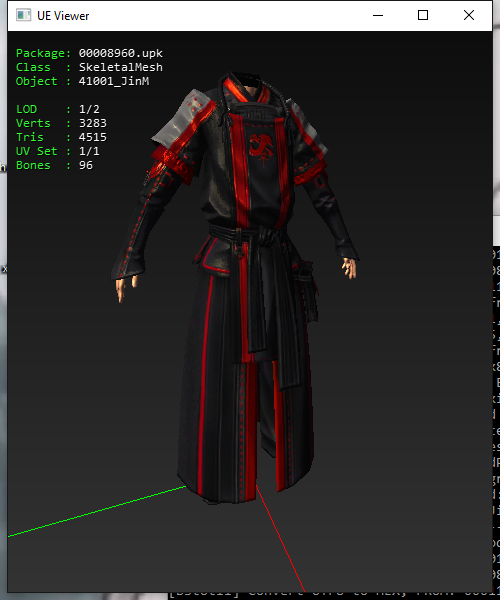 UE Viewer
Package: 00008960.upk
Class : SkeletalMesh
Object : 41001_JinM
LOD : 1/2
Verts : 3283
Tris : 4515
UV Set : 1/1
Bones : 96